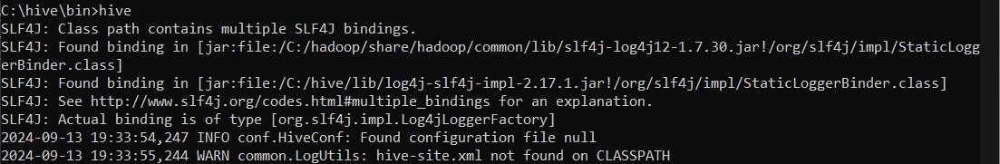 C:\hive\bin>hive
SLF4J: Class path contains multiple SLF4J bindings.
SLF4J: Found binding in [jar:file:/C:/hadoop/share/hadoop/common/lib/slf4j-log4j12-1.7.30.jar!/org/slf4j/impl/StaticLogg
erBinder.class]
SLF4J: Found binding in [jar:file:/C:/hive/lib/log4j-slf4j-impl-2.17.1.jar!/org/slf4j/impl/StaticLoggerBinder.class]
SLF4J: See http://www.slf4j.org/codes.html#multiple_bindings for an explanation.
SLF4J: Actual binding is of type [org.slf4j.impl.Log4jLoggerFactory]
2024-09-13 19:33:54,247 INFO conf.HiveConf: Found configuration file null
2024-09-13 19:33:55,244 WARN common.LogUtils: hive-site.xml not found on CLASSPATH